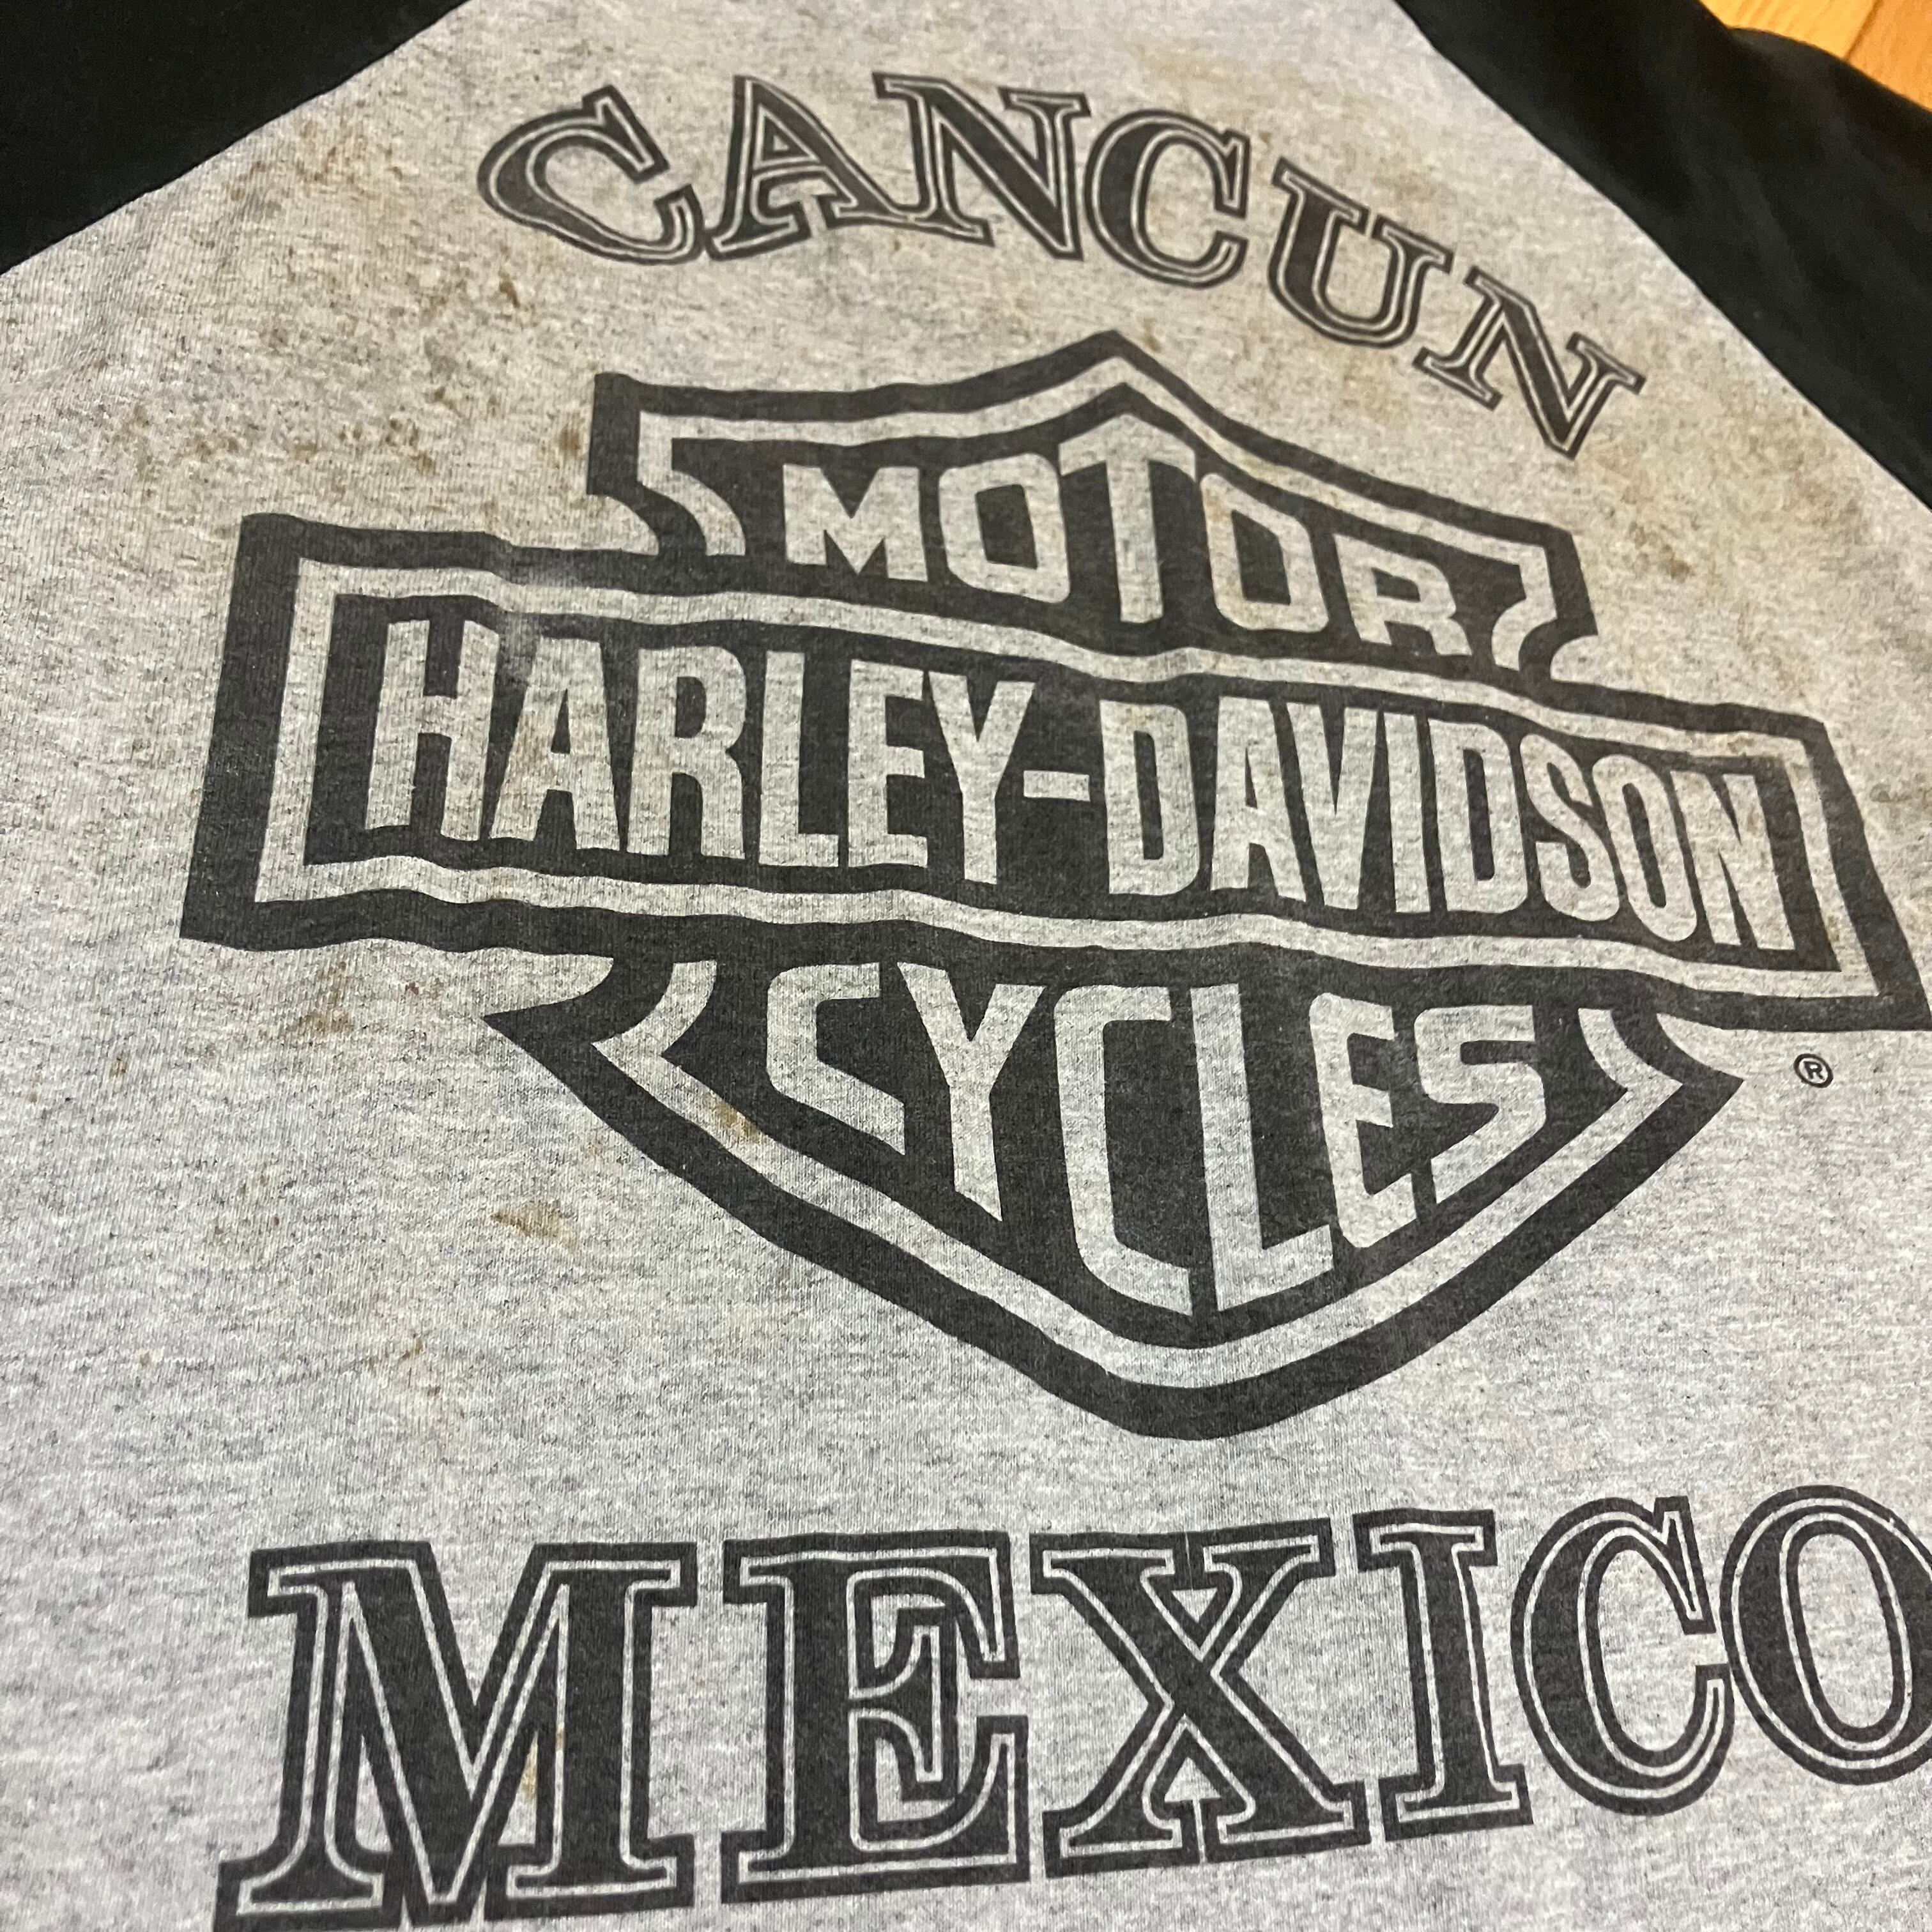 CANCUN
MOTOR
HARLEY-DAVIDSON
CYCLES
®
MEXICO